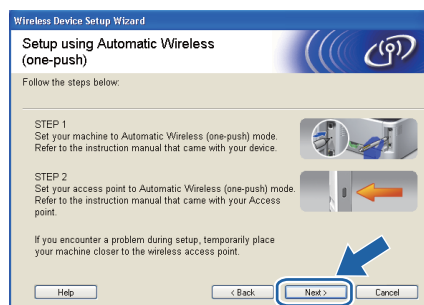 Wireless Device Setup Wizard
Setup using Automatic Wireless
(one-push)
Follow the steps below:
STEP 1
Set your machine to Automatic Wireless (one-push) mode.
Refer to the instruction manual that came with your device.
STEP 2
Set your access point to Automatic Wireless (one-push) mode.
Refer to the instruction manual that came with your Access
point.
If you encounter a problem during setup, temporarily place
your machine closer to the wireless access point.
Help
< Back
Next >
Cancel